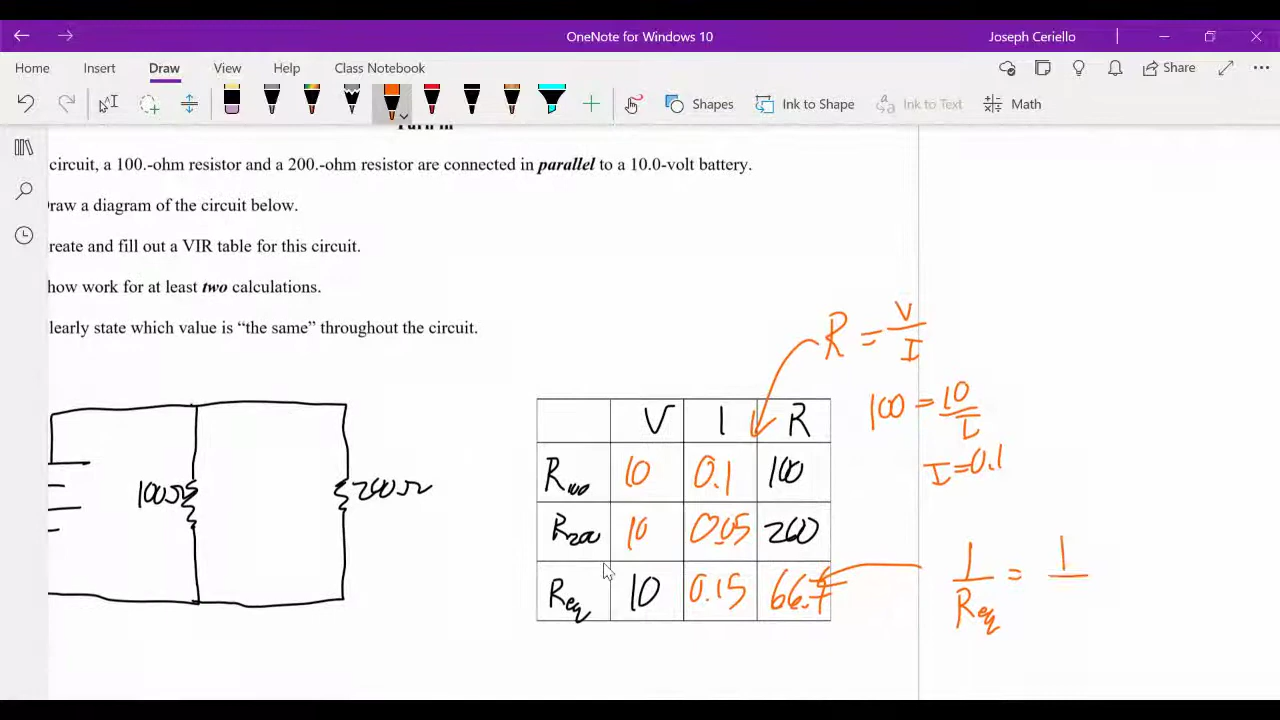 OneNote for Windows 10
Joseph Ceriello
Home Insert Draw View Help Class Notebook
Share
Shapes Ink to Shape Ink to Text Math
circuit, a 100.-ohm resistor and a 200.-ohm resistor are connected in parallel to a 10.0-volt battery.
raw a diagram of the circuit below.
reate and fill out a VIR table for this circuit.
how work for at least two calculations.
learly state which value is “the same” throughout the circuit.
R = V/I
100 = 10/I
I = 0.1
100Ω
200Ω
V I R
R100 10 0.1 100
R200 10 0.05 200
Req 10 0.15 66.7
1/Req = 1